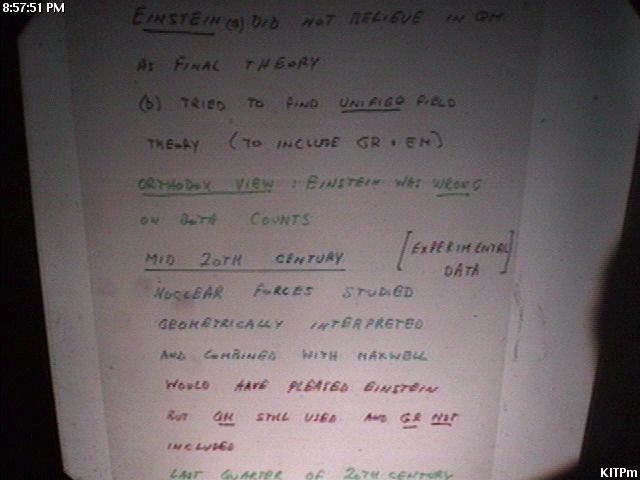 8:57:51 PM
EINSTEIN (a) DID NOT BELIEVE IN QM
AS FINAL THEORY
(b) TRIED TO FIND UNIFIED FIELD
THEORY (TO INCLUDE GR + EM)
ORTHODOX VIEW : EINSTEIN WAS WRONG
ON BOTH COUNTS
MID 20TH CENTURY [EXPERIMENTAL DATA]
NUCLEAR FORCES STUDIED
GEOMETRICALLY INTERPRETED
AND COMBINED WITH MAXWELL
WOULD HAVE PLEASED EINSTEIN
BUT QM STILL USED AND GR NOT
INCLUDED
LAST QUARTER OF 20TH CENTURY
KITPm